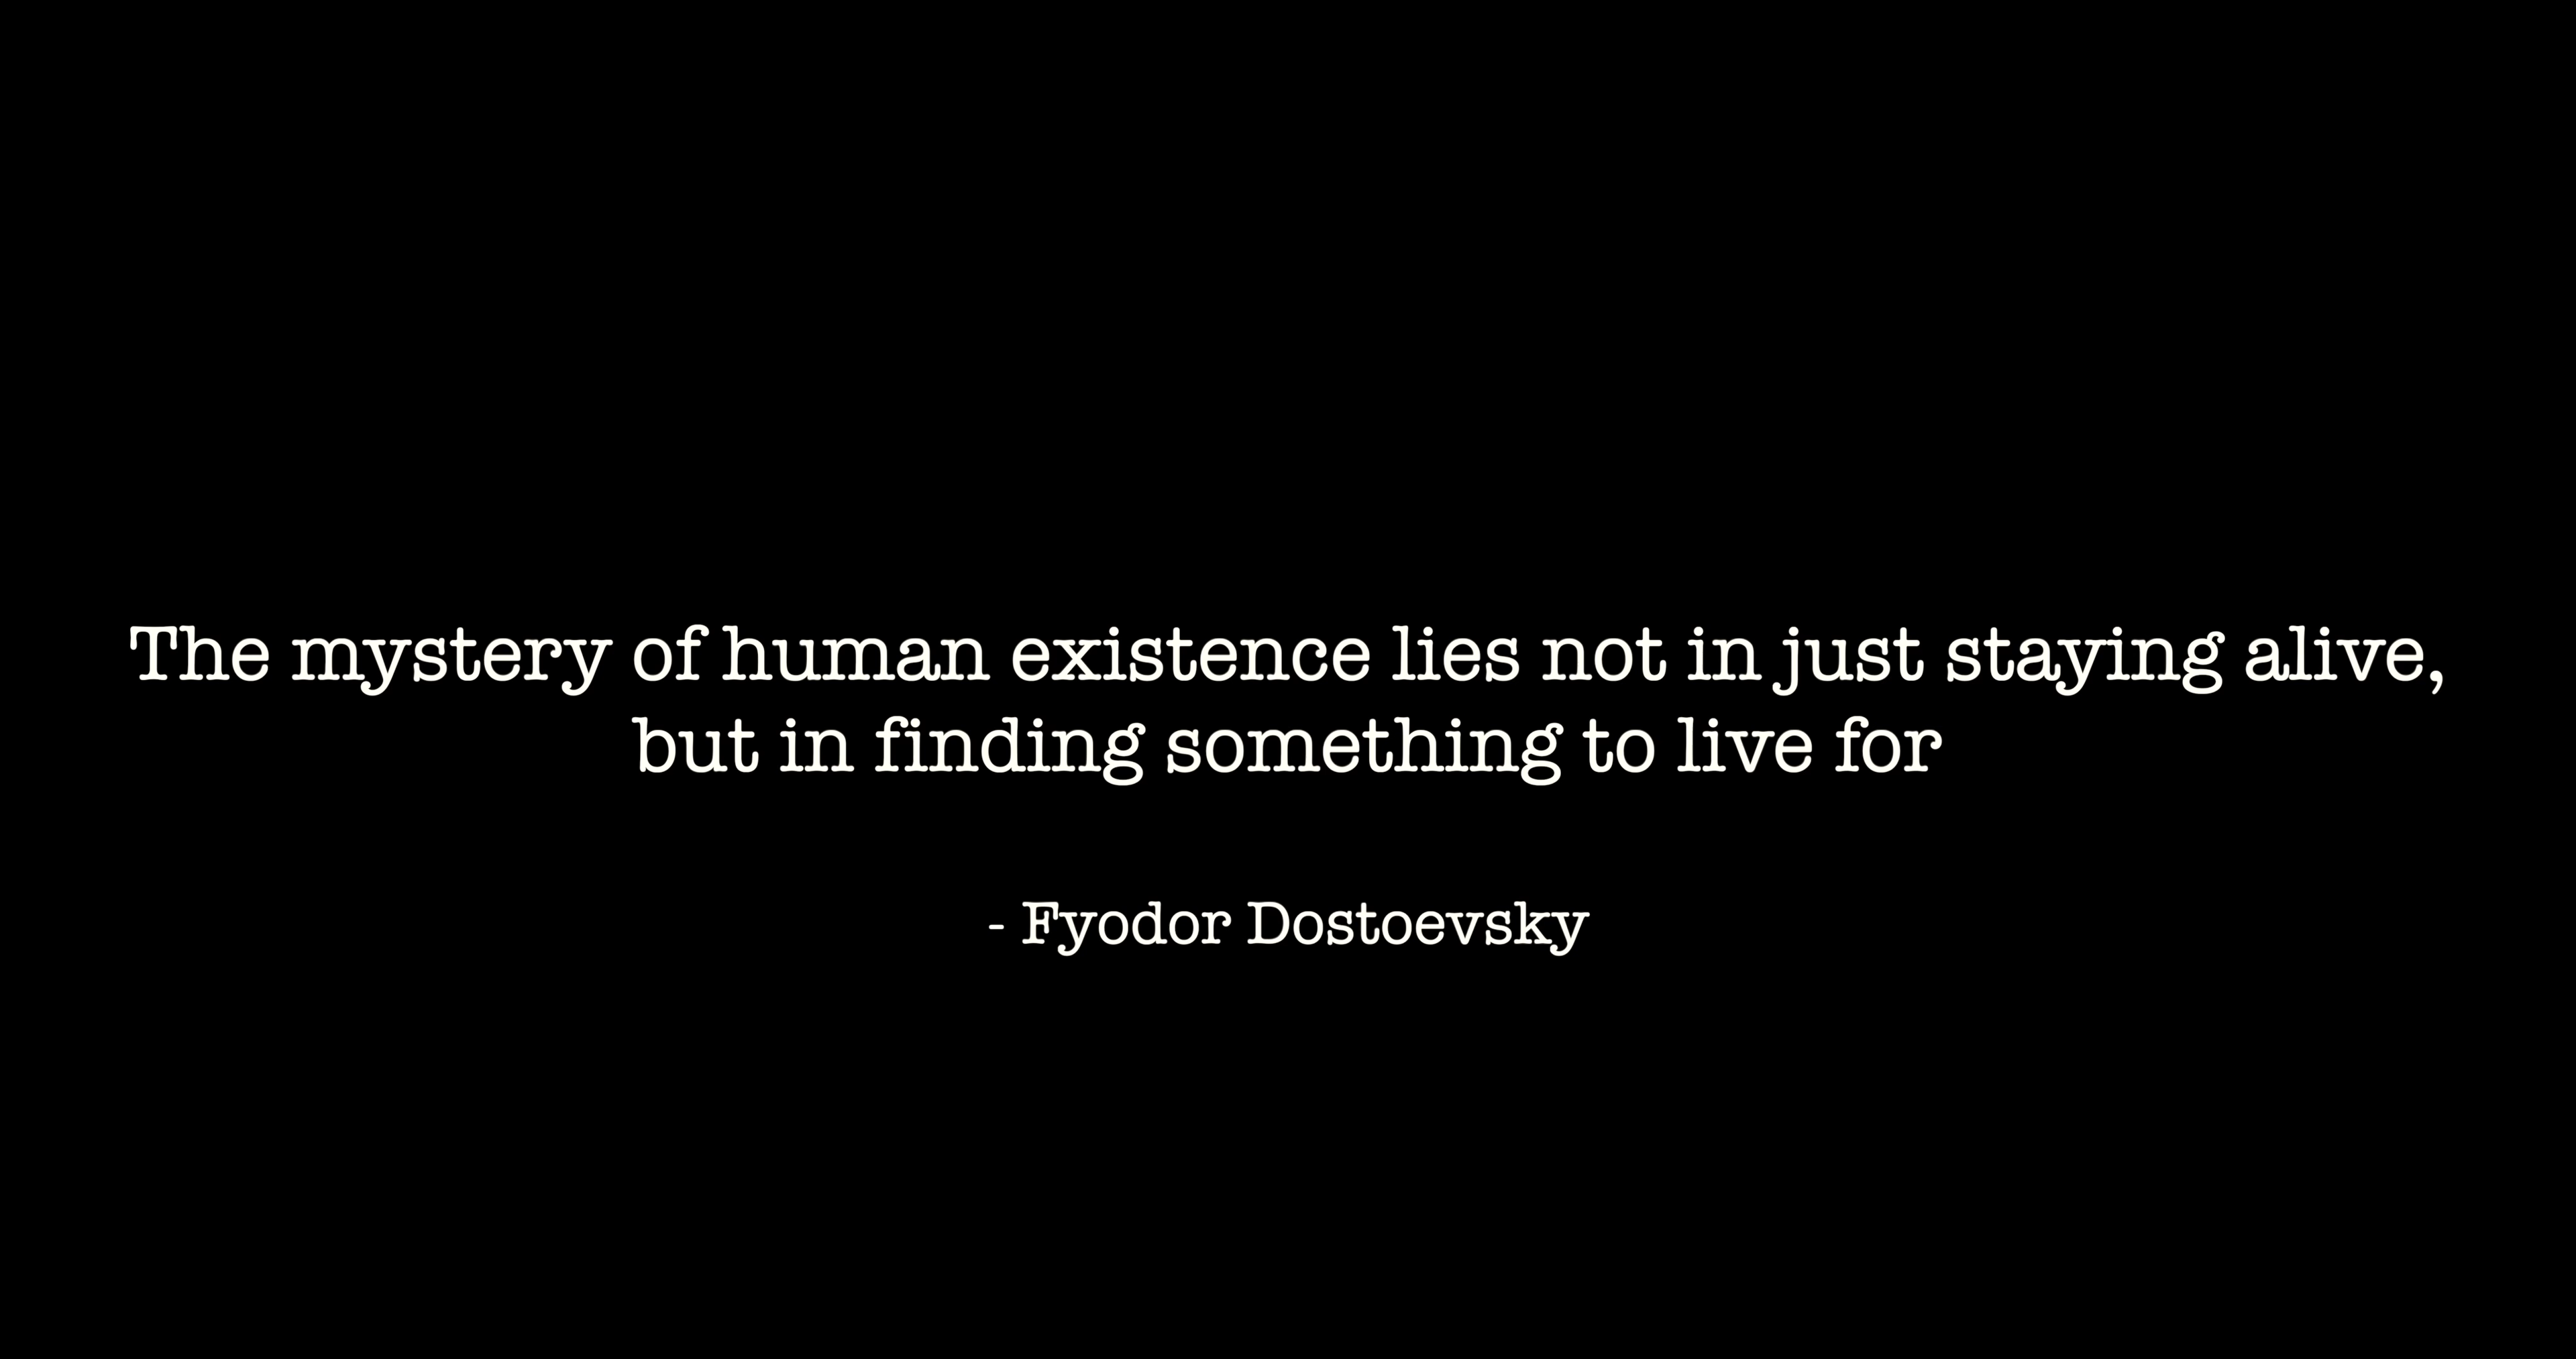 The mystery of human existence lies not in just staying alive,
but in finding something to live for
- Fyodor Dostoevsky